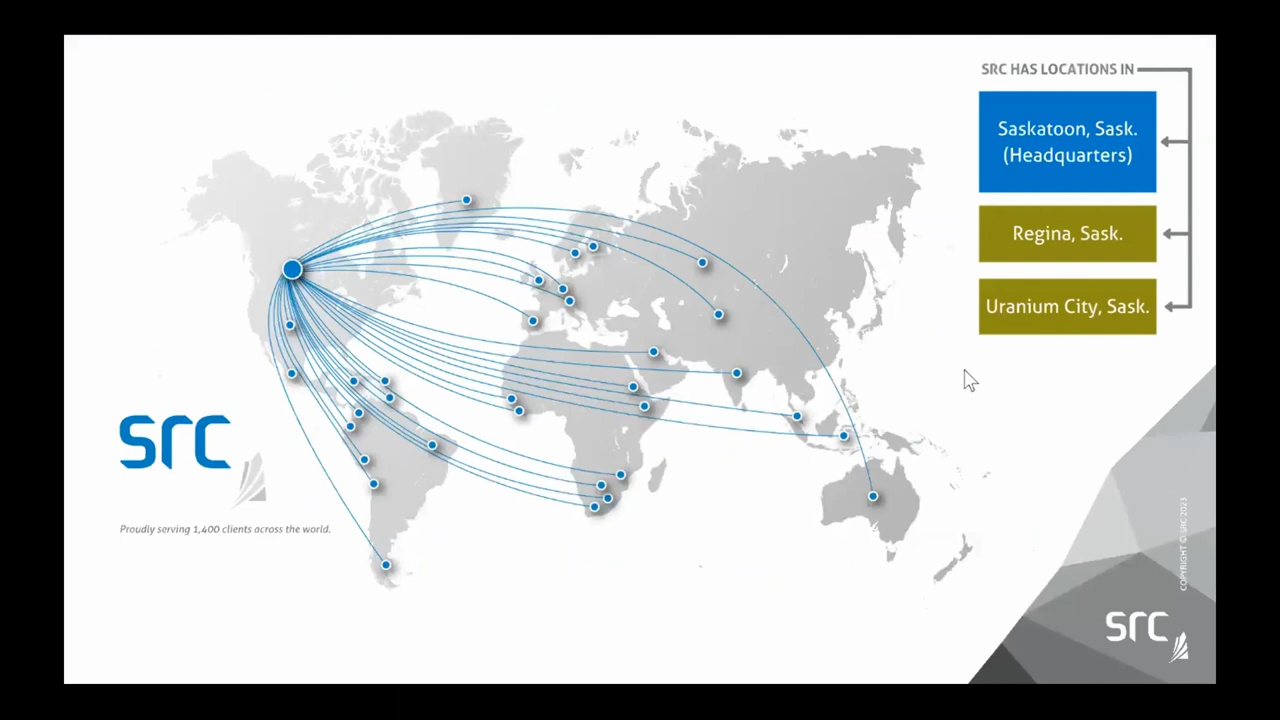 SRC HAS LOCATIONS IN
Saskatoon, Sask.
(Headquarters)
Regina, Sask.
Uranium City, Sask.
src
Proudly serving 1,400 clients across the world.
COPYRIGHT © SRC 2023
src